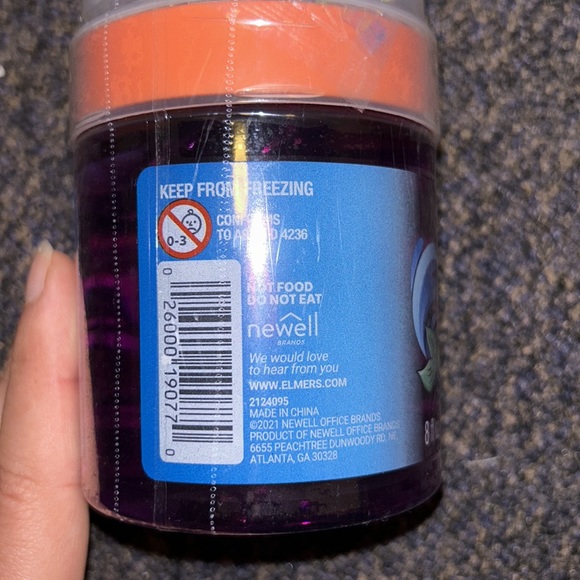 KEEP FROM FREEZING
0-3
CONFORMS
TO ASTM D 4236
NOT FOOD
DO NOT EAT
newell
BRANDS
We would love
to hear from you
WWW.ELMERS.COM
2124095
MADE IN CHINA
©2021 NEWELL OFFICE BRANDS
PRODUCT OF NEWELL OFFICE BRANDS
6655 PEACHTREE DUNWOODY RD. NE
ATLANTA, GA 30328
0 26000 19077 0
8 fl